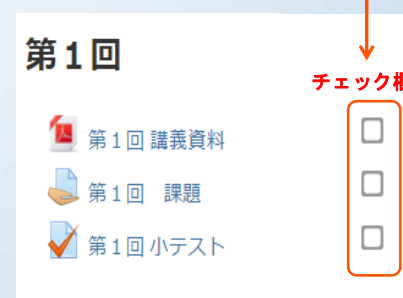 第1回
チェック
第1回 講義資料
第1回 課題
第1回 小テスト